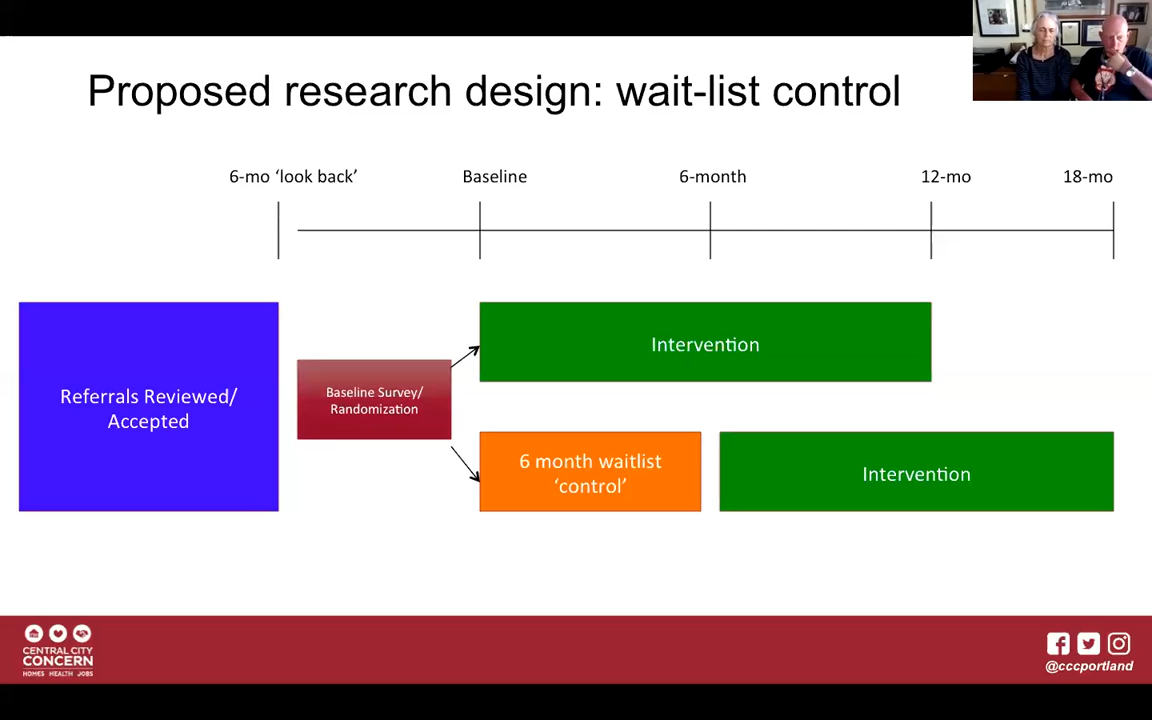 Proposed research design: wait-list control
6-mo ‘look back’
Baseline
6-month
12-mo
18-mo
Referrals Reviewed/
Accepted
Baseline Survey/
Randomization
Intervention
6 month waitlist
‘control’
Intervention
CENTRAL CITY
CONCERN
HOMES HEALTH JOBS
@cccportland